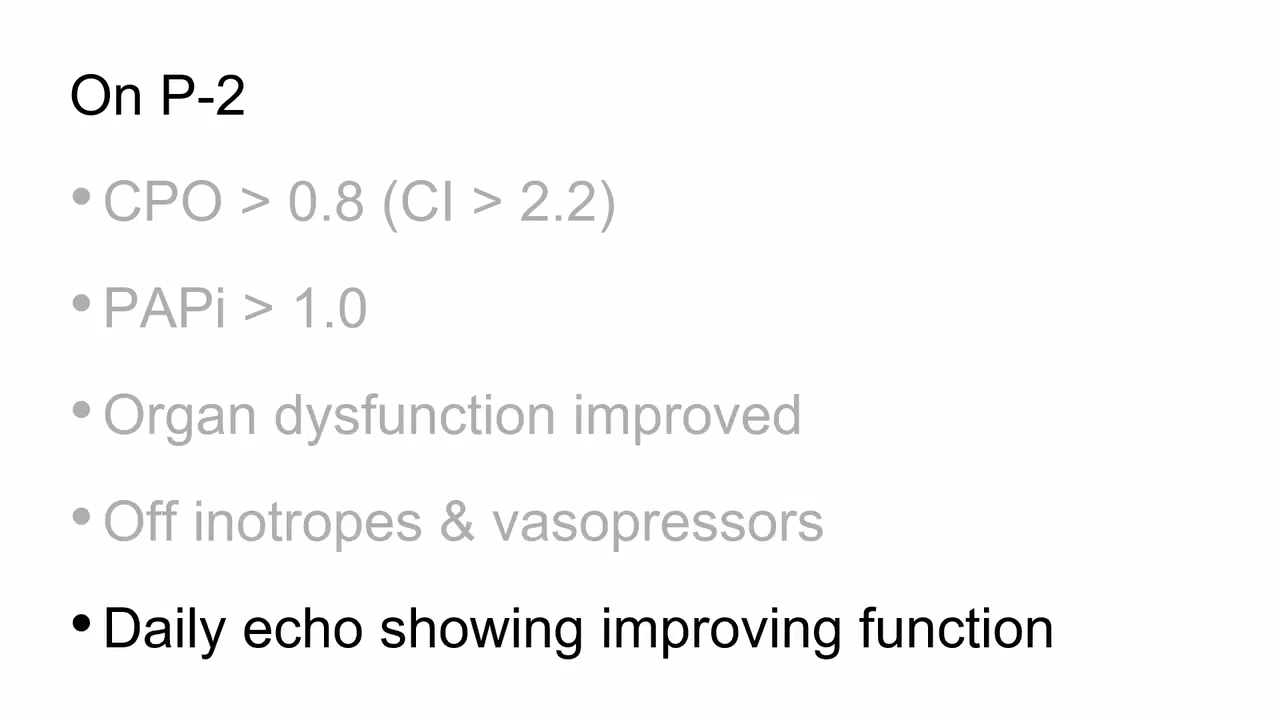 On P-2
• CPO > 0.8 (CI > 2.2)
• PAPi > 1.0
• Organ dysfunction improved
• Off inotropes & vasopressors
• Daily echo showing improving function